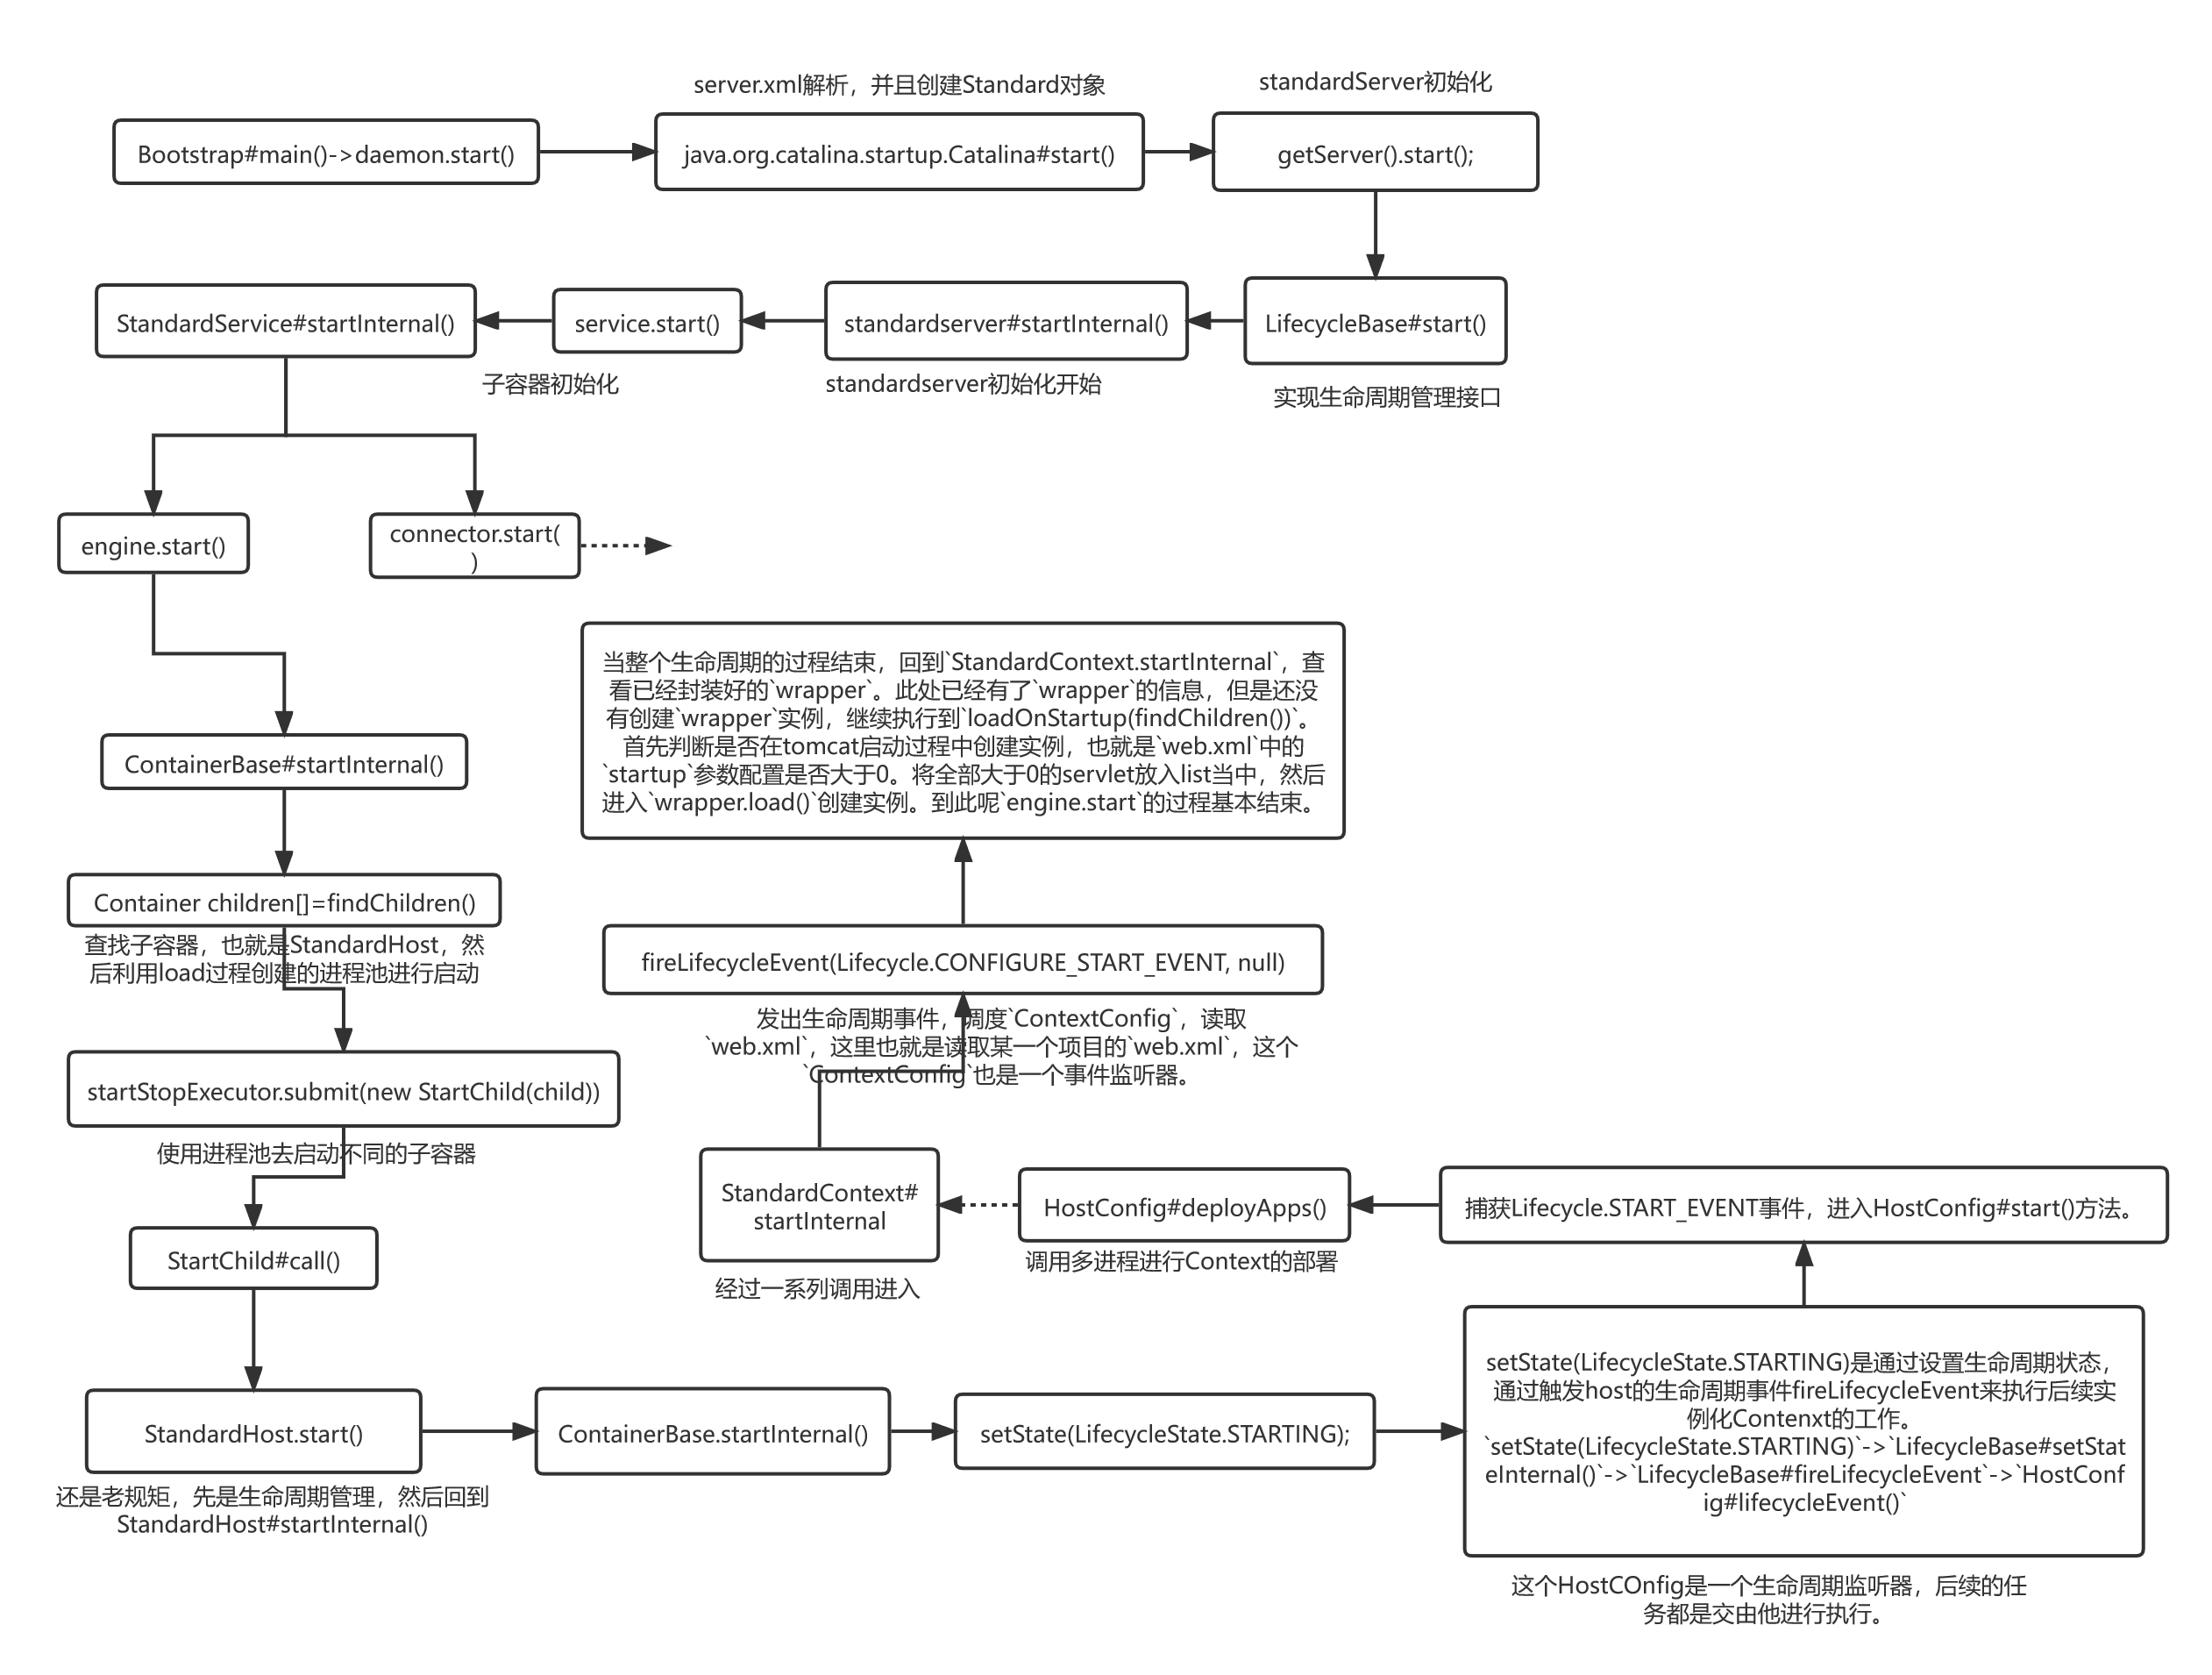 server.xml解析，并且创建Standard对象
standardServer初始化
Bootstrap#main()->daemon.start()
java.org.catalina.startup.Catalina#start()
getServer().start();
StandardService#startInternal()
service.start()
standardserver#startInternal()
LifecycleBase#start()
子容器初始化
standardserver初始化开始
实现生命周期管理接口
engine.start()
connector.start(
)
当整个生命周期的过程结束，回到`StandardContext.startInternal`，查
看已经封装好的`wrapper`。此处已经有了`wrapper`的信息，但是还没
有创建`wrapper`实例，继续执行到`loadOnStartup(findChildren())`。
首先判断是否在tomcat启动过程中创建实例，也就是`web.xml`中的
`startup`参数配置是否大于0。将全部大于0的servlet放入list当中，然后
进入`wrapper.load()`创建实例。到此呢`engine.start`的过程基本结束。
ContainerBase#startInternal()
Container children[]=findChildren()
查找子容器，也就是StandardHost，然
后利用load过程创建的进程池进行启动
fireLifecycleEvent(Lifecycle.CONFIGURE_START_EVENT, null)
发出生命周期事件，调度`ContextConfig`，读取
`web.xml`，这里也就是读取某一个项目的`web.xml`，这个
`ContextConfig`也是一个事件监听器。
startStopExecutor.submit(new StartChild(child))
使用进程池去启动不同的子容器
StandardContext#
startInternal
HostConfig#deployApps()
捕获Lifecycle.START_EVENT事件，进入HostConfig#start()方法。
调用多进程进行Context的部署
经过一系列调用进入
StartChild#call()
StandardHost.start()
ContainerBase.startInternal()
setState(LifecycleState.STARTING);
setState(LifecycleState.STARTING)是通过设置生命周期状态，
通过触发host的生命周期事件fireLifecycleEvent来执行后续实
例化Contenxt的工作。
`setState(LifecycleState.STARTING)`->`LifecycleBase#setStat
eInternal()`->`LifecycleBase#fireLifecycleEvent`->`HostConf
ig#lifecycleEvent()`
还是老规矩，先是生命周期管理，然后回到
StandardHost#startInternal()
这个HostCOnfig是一个生命周期监听器，后续的任
务都是交由他进行执行。